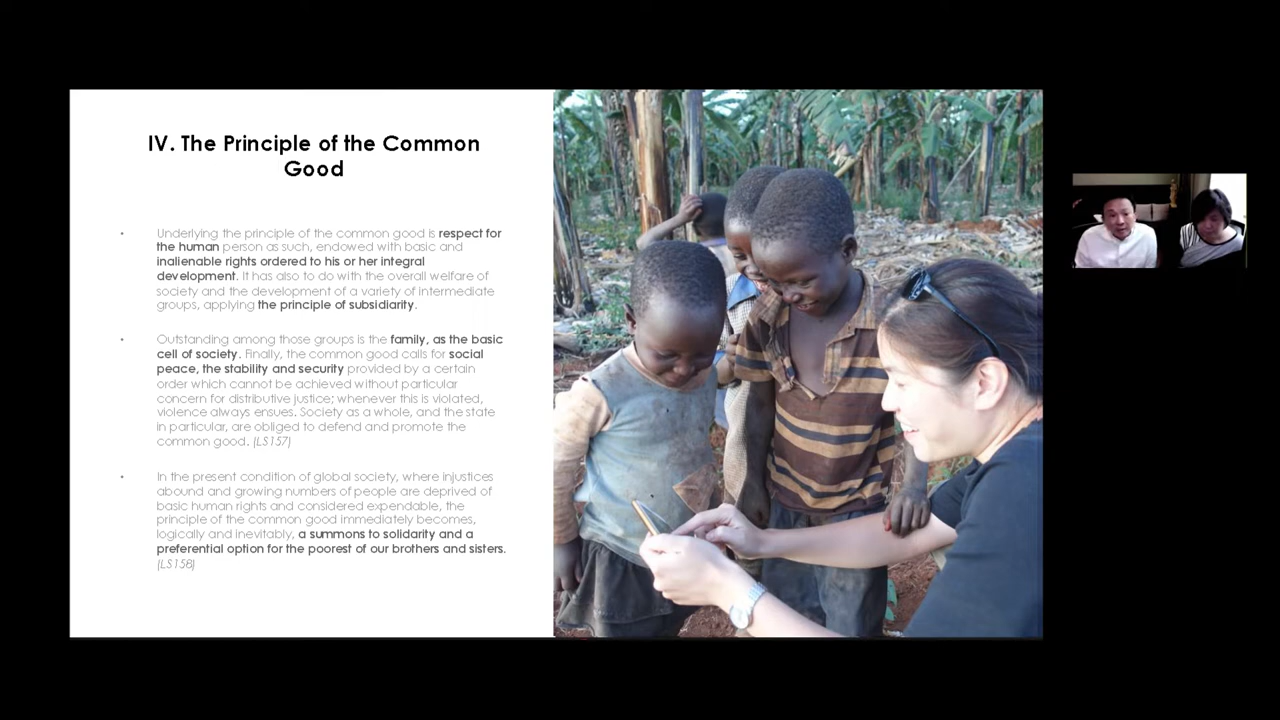 IV. The Principle of the Common
Good
• Underlying the principle of the common good is respect for
the human person as such, endowed with basic and
inalienable rights ordered to his or her integral
development. It has also to do with the overall welfare of
society and the development of a variety of intermediate
groups, applying the principle of subsidiarity.
• Outstanding among those groups is the family, as the basic
cell of society. Finally, the common good calls for social
peace, the stability and security provided by a certain
order which cannot be achieved without particular
concern for distributive justice; whenever this is violated,
violence always ensues. Society as a whole, and the state
in particular, are obliged to defend and promote the
common good. (LS157)
• In the present condition of global society, where injustices
abound and growing numbers of people are deprived of
basic human rights and considered expendable, the
principle of the common good immediately becomes,
logically and inevitably, a summons to solidarity and a
preferential option for the poorest of our brothers and sisters.
(LS158)